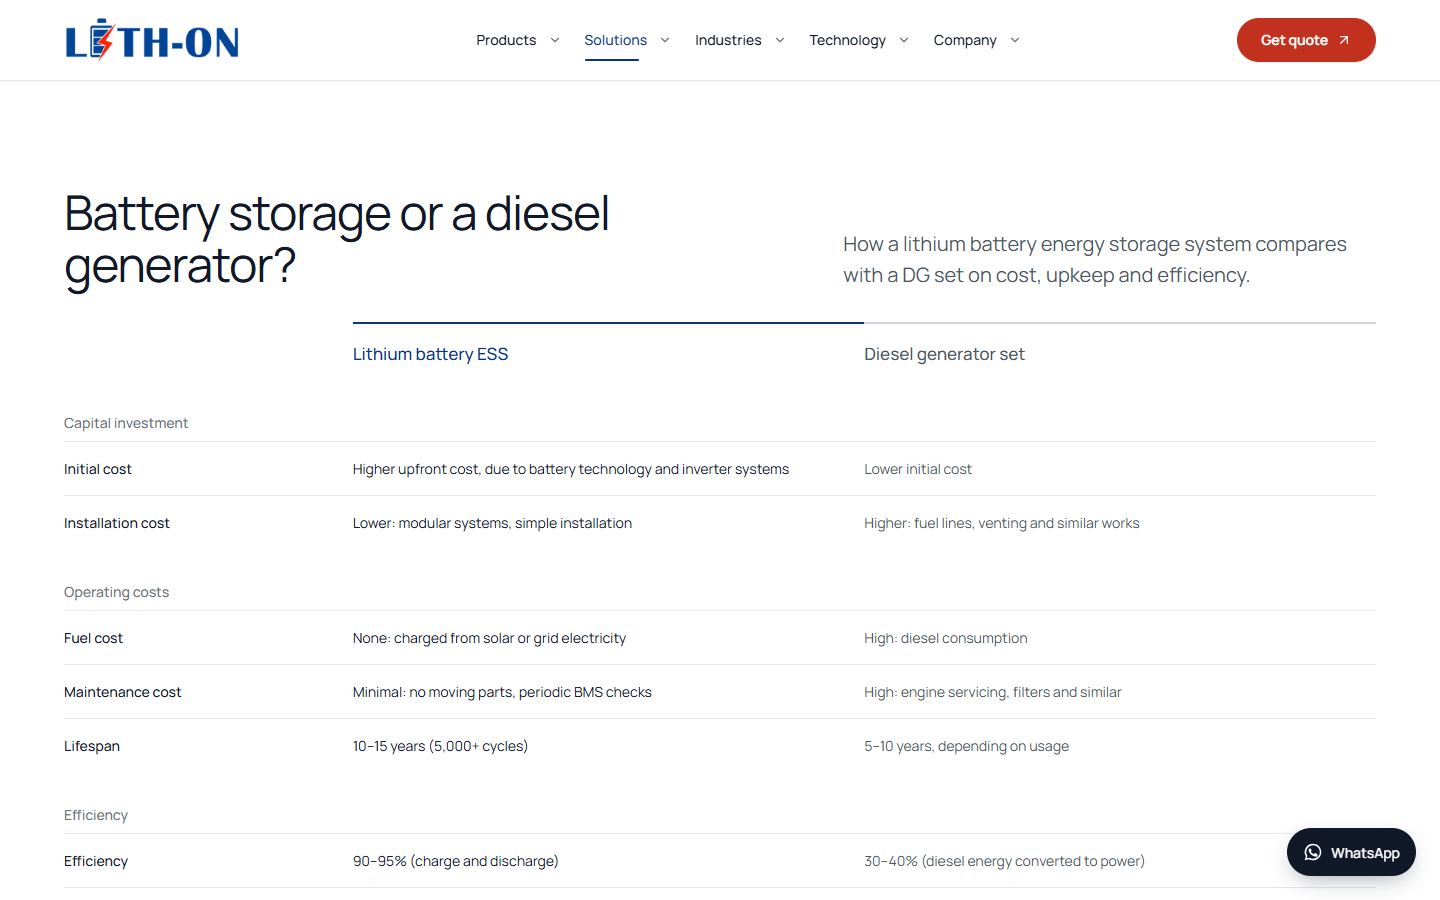 LITH-ON
Products
Solutions
Industries
Technology
Company
Get quote
Battery storage or a diesel
generator?
How a lithium battery energy storage system compares
with a DG set on cost, upkeep and efficiency.
Lithium battery ESS
Diesel generator set
Capital investment
Initial cost
Higher upfront cost, due to battery technology and inverter systems
Lower initial cost
Installation cost
Lower: modular systems, simple installation
Higher: fuel lines, venting and similar works
Operating costs
Fuel cost
None: charged from solar or grid electricity
High: diesel consumption
Maintenance cost
Minimal: no moving parts, periodic BMS checks
High: engine servicing, filters and similar
Lifespan
10–15 years (5,000+ cycles)
5–10 years, depending on usage
Efficiency
Efficiency
90–95% (charge and discharge)
30–40% (diesel energy converted to power)
WhatsApp